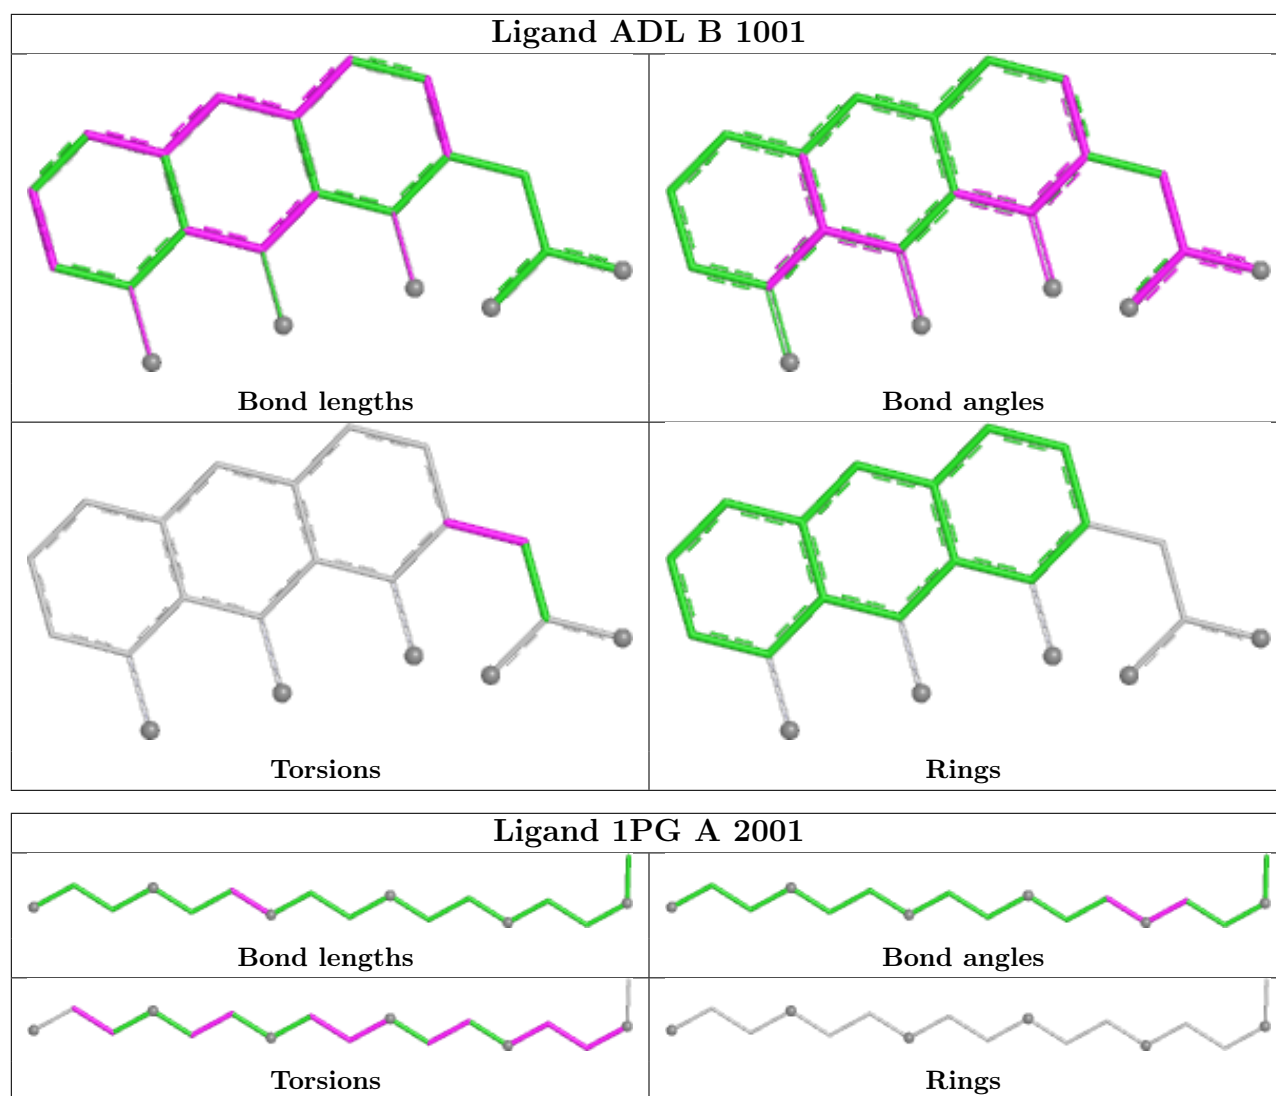 Ligand ADL B 1001
Bond lengths
Bond angles
Torsions
Rings
Ligand 1PG A 2001
Bond lengths
Bond angles
Torsions
Rings